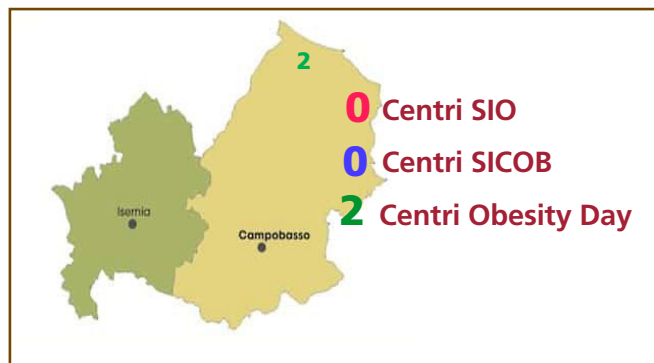 2
0 Centri SIO
0 Centri SICOB
2 Centri Obesity Day
Isernia
Campobasso